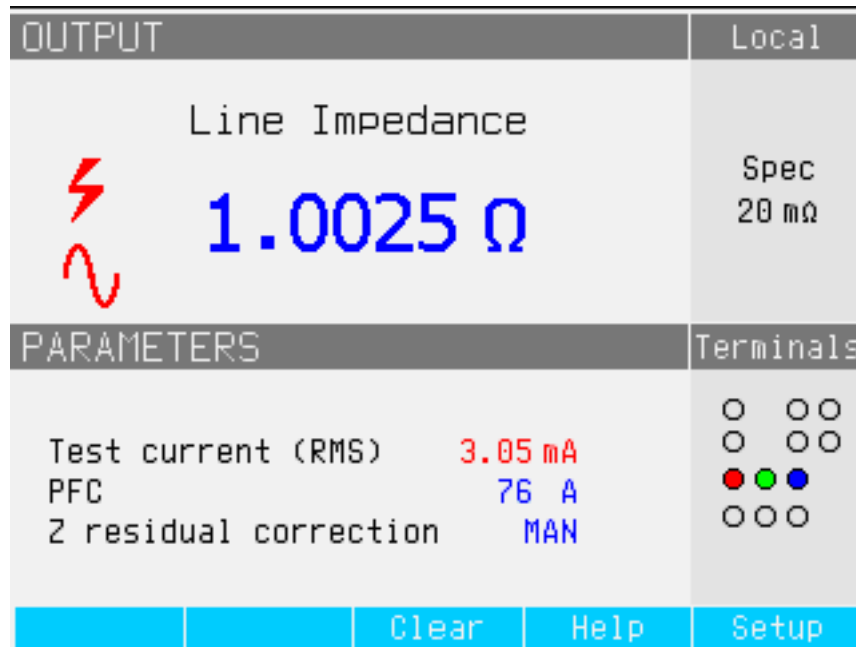 OUTPUT Local
Line Impedance
1.0025 Ω
Spec
20 mΩ
PARAMETERS Terminals
Test current (RMS) 3.05 mA
PFC 76 A
Z residual correction MAN
Clear Help Setup